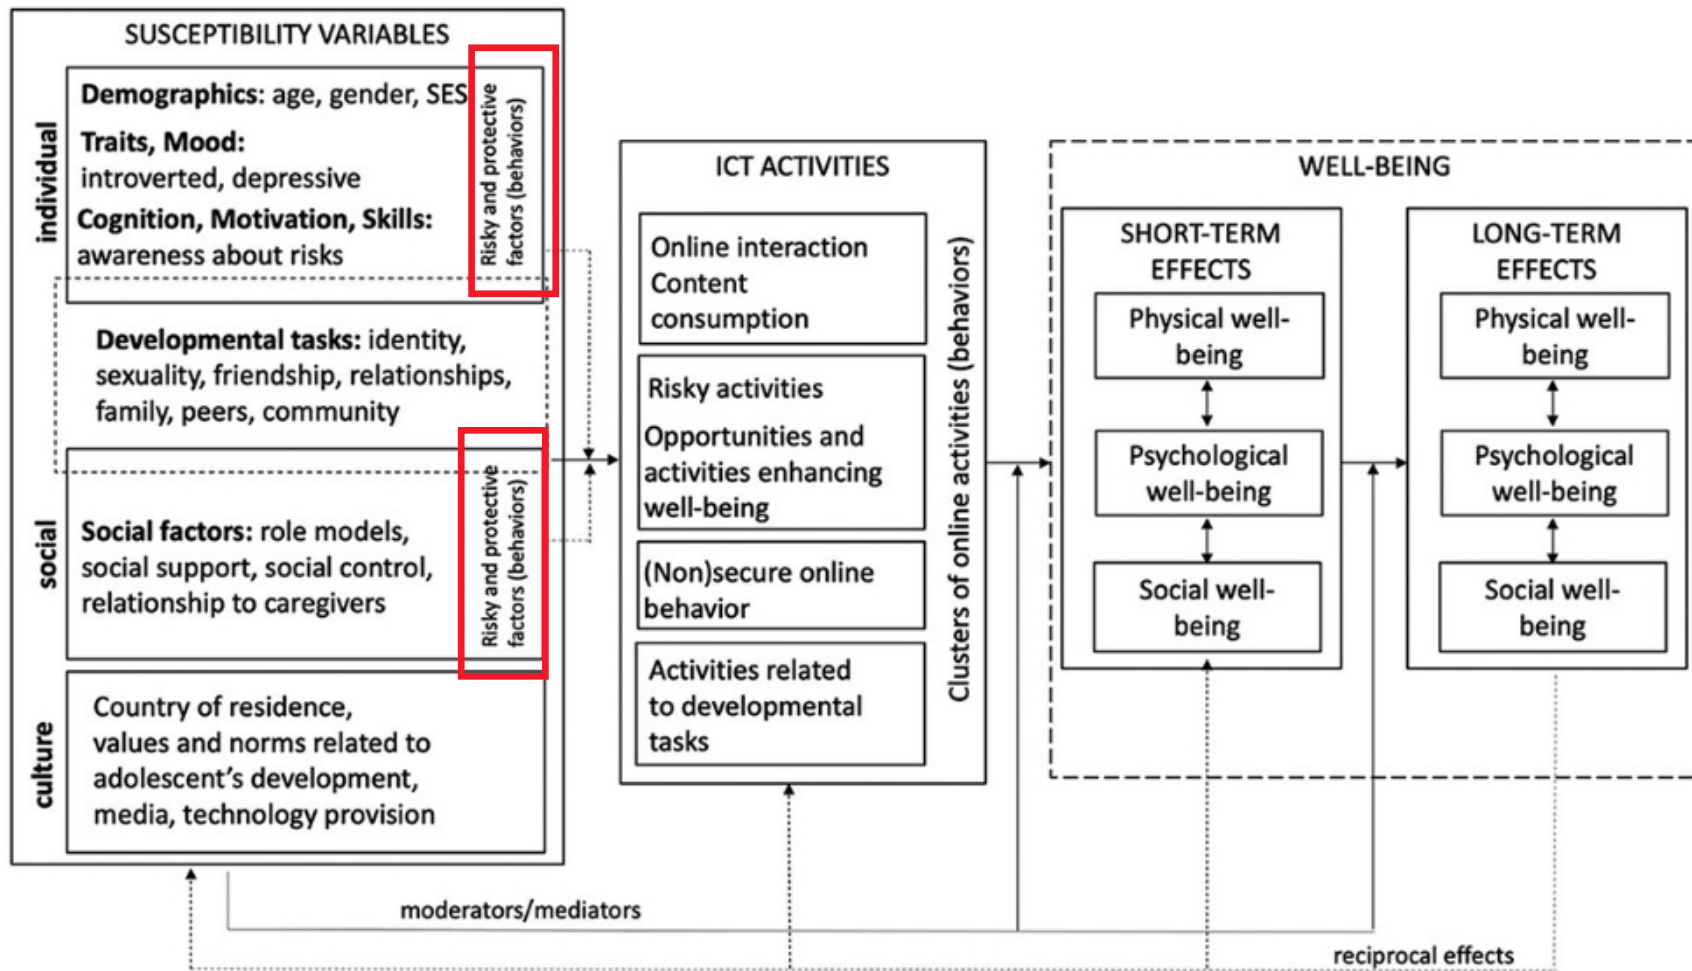 SUSCEPTIBILITY VARIABLES
individual
Demographics: age, gender, SES
Traits, Mood:
introverted, depressive
Cognition, Motivation, Skills:
awareness about risks
Risky and protective
factors (behaviors)
Developmental tasks: identity,
sexuality, friendship, relationships,
family, peers, community
social
Social factors: role models,
social support, social control,
relationship to caregivers
Risky and protective
factors (behaviors)
culture
Country of residence,
values and norms related to
adolescent's development,
media, technology provision
ICT ACTIVITIES
Online interaction
Content
consumption
Risky activities
Opportunities and
activities enhancing
well-being
(Non)secure online
behavior
Activities related
to developmental
tasks
Clusters of online activities (behaviors)
WELL-BEING
SHORT-TERM
EFFECTS
Physical well-
being
Psychological
well-being
Social well-
being
LONG-TERM
EFFECTS
Physical well-
being
Psychological
well-being
Social well-
being
moderators/mediators
reciprocal effects